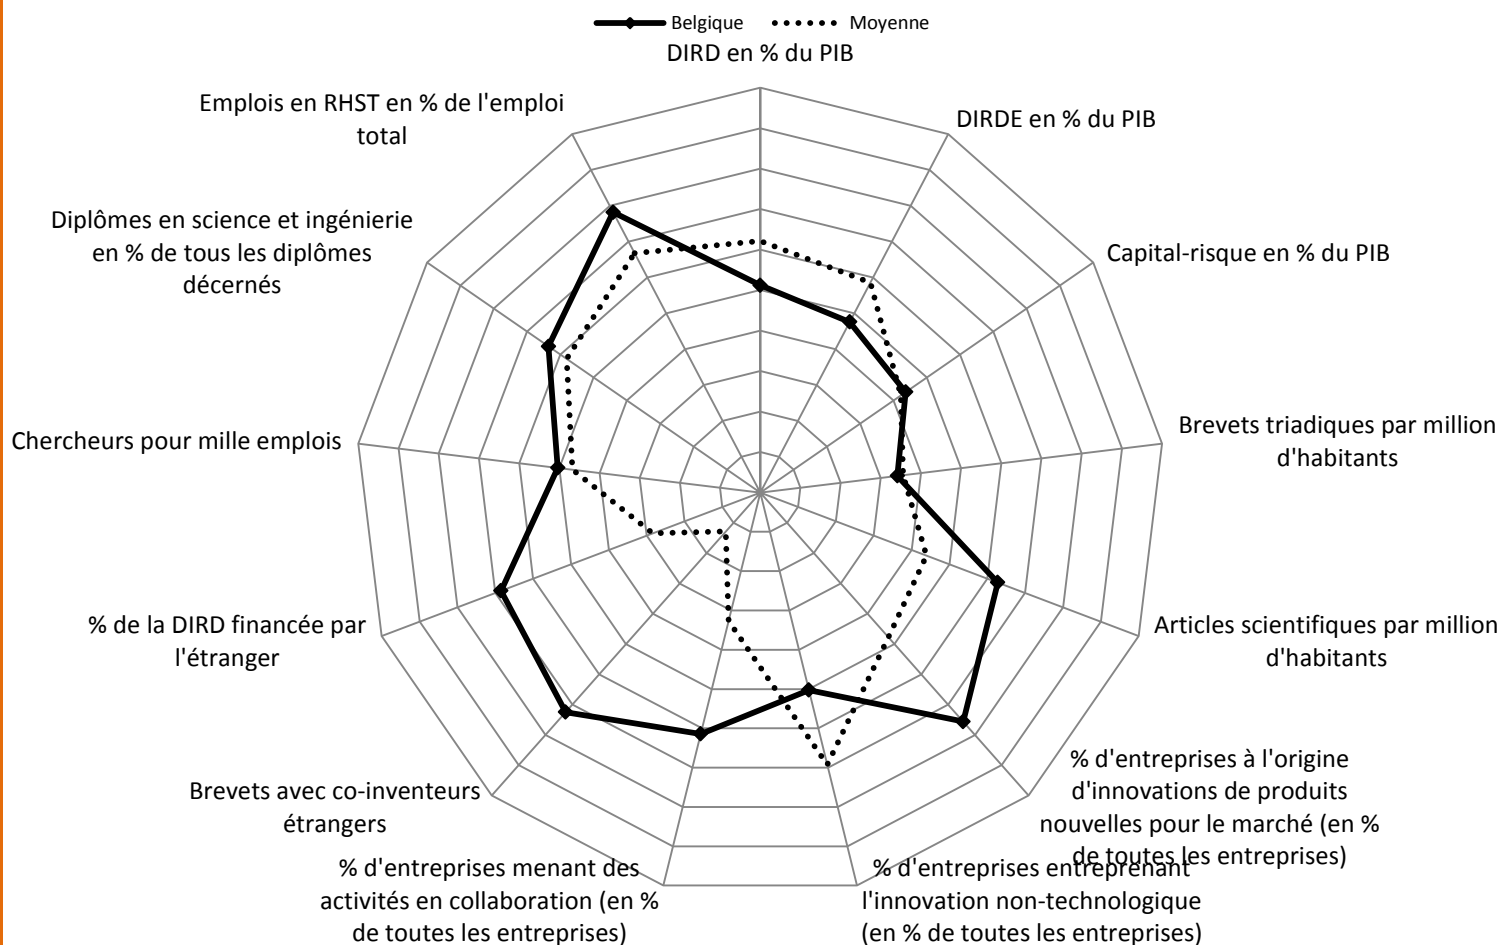 Belgique
Moyenne
DIRD en % du PIB
DIRDE en % du PIB
Capital-risque en % du PIB
Brevets triadiques par million
d'habitants
Articles scientifiques par million
d'habitants
% d'entreprises à l'origine
d'innovations de produits
nouvelles pour le marché (en %
de toutes les entreprises)
% d'entreprises entreprenant
l'innovation non-technologique
(en % de toutes les entreprises)
% d'entreprises menant des
activités en collaboration (en %
de toutes les entreprises)
Brevets avec co-inventeurs
étrangers
% de la DIRD financée par
l'étranger
Chercheurs pour mille emplois
Diplômes en science et ingénierie
en % de tous les diplômes
décernés
Emplois en RHST en % de l'emploi
total